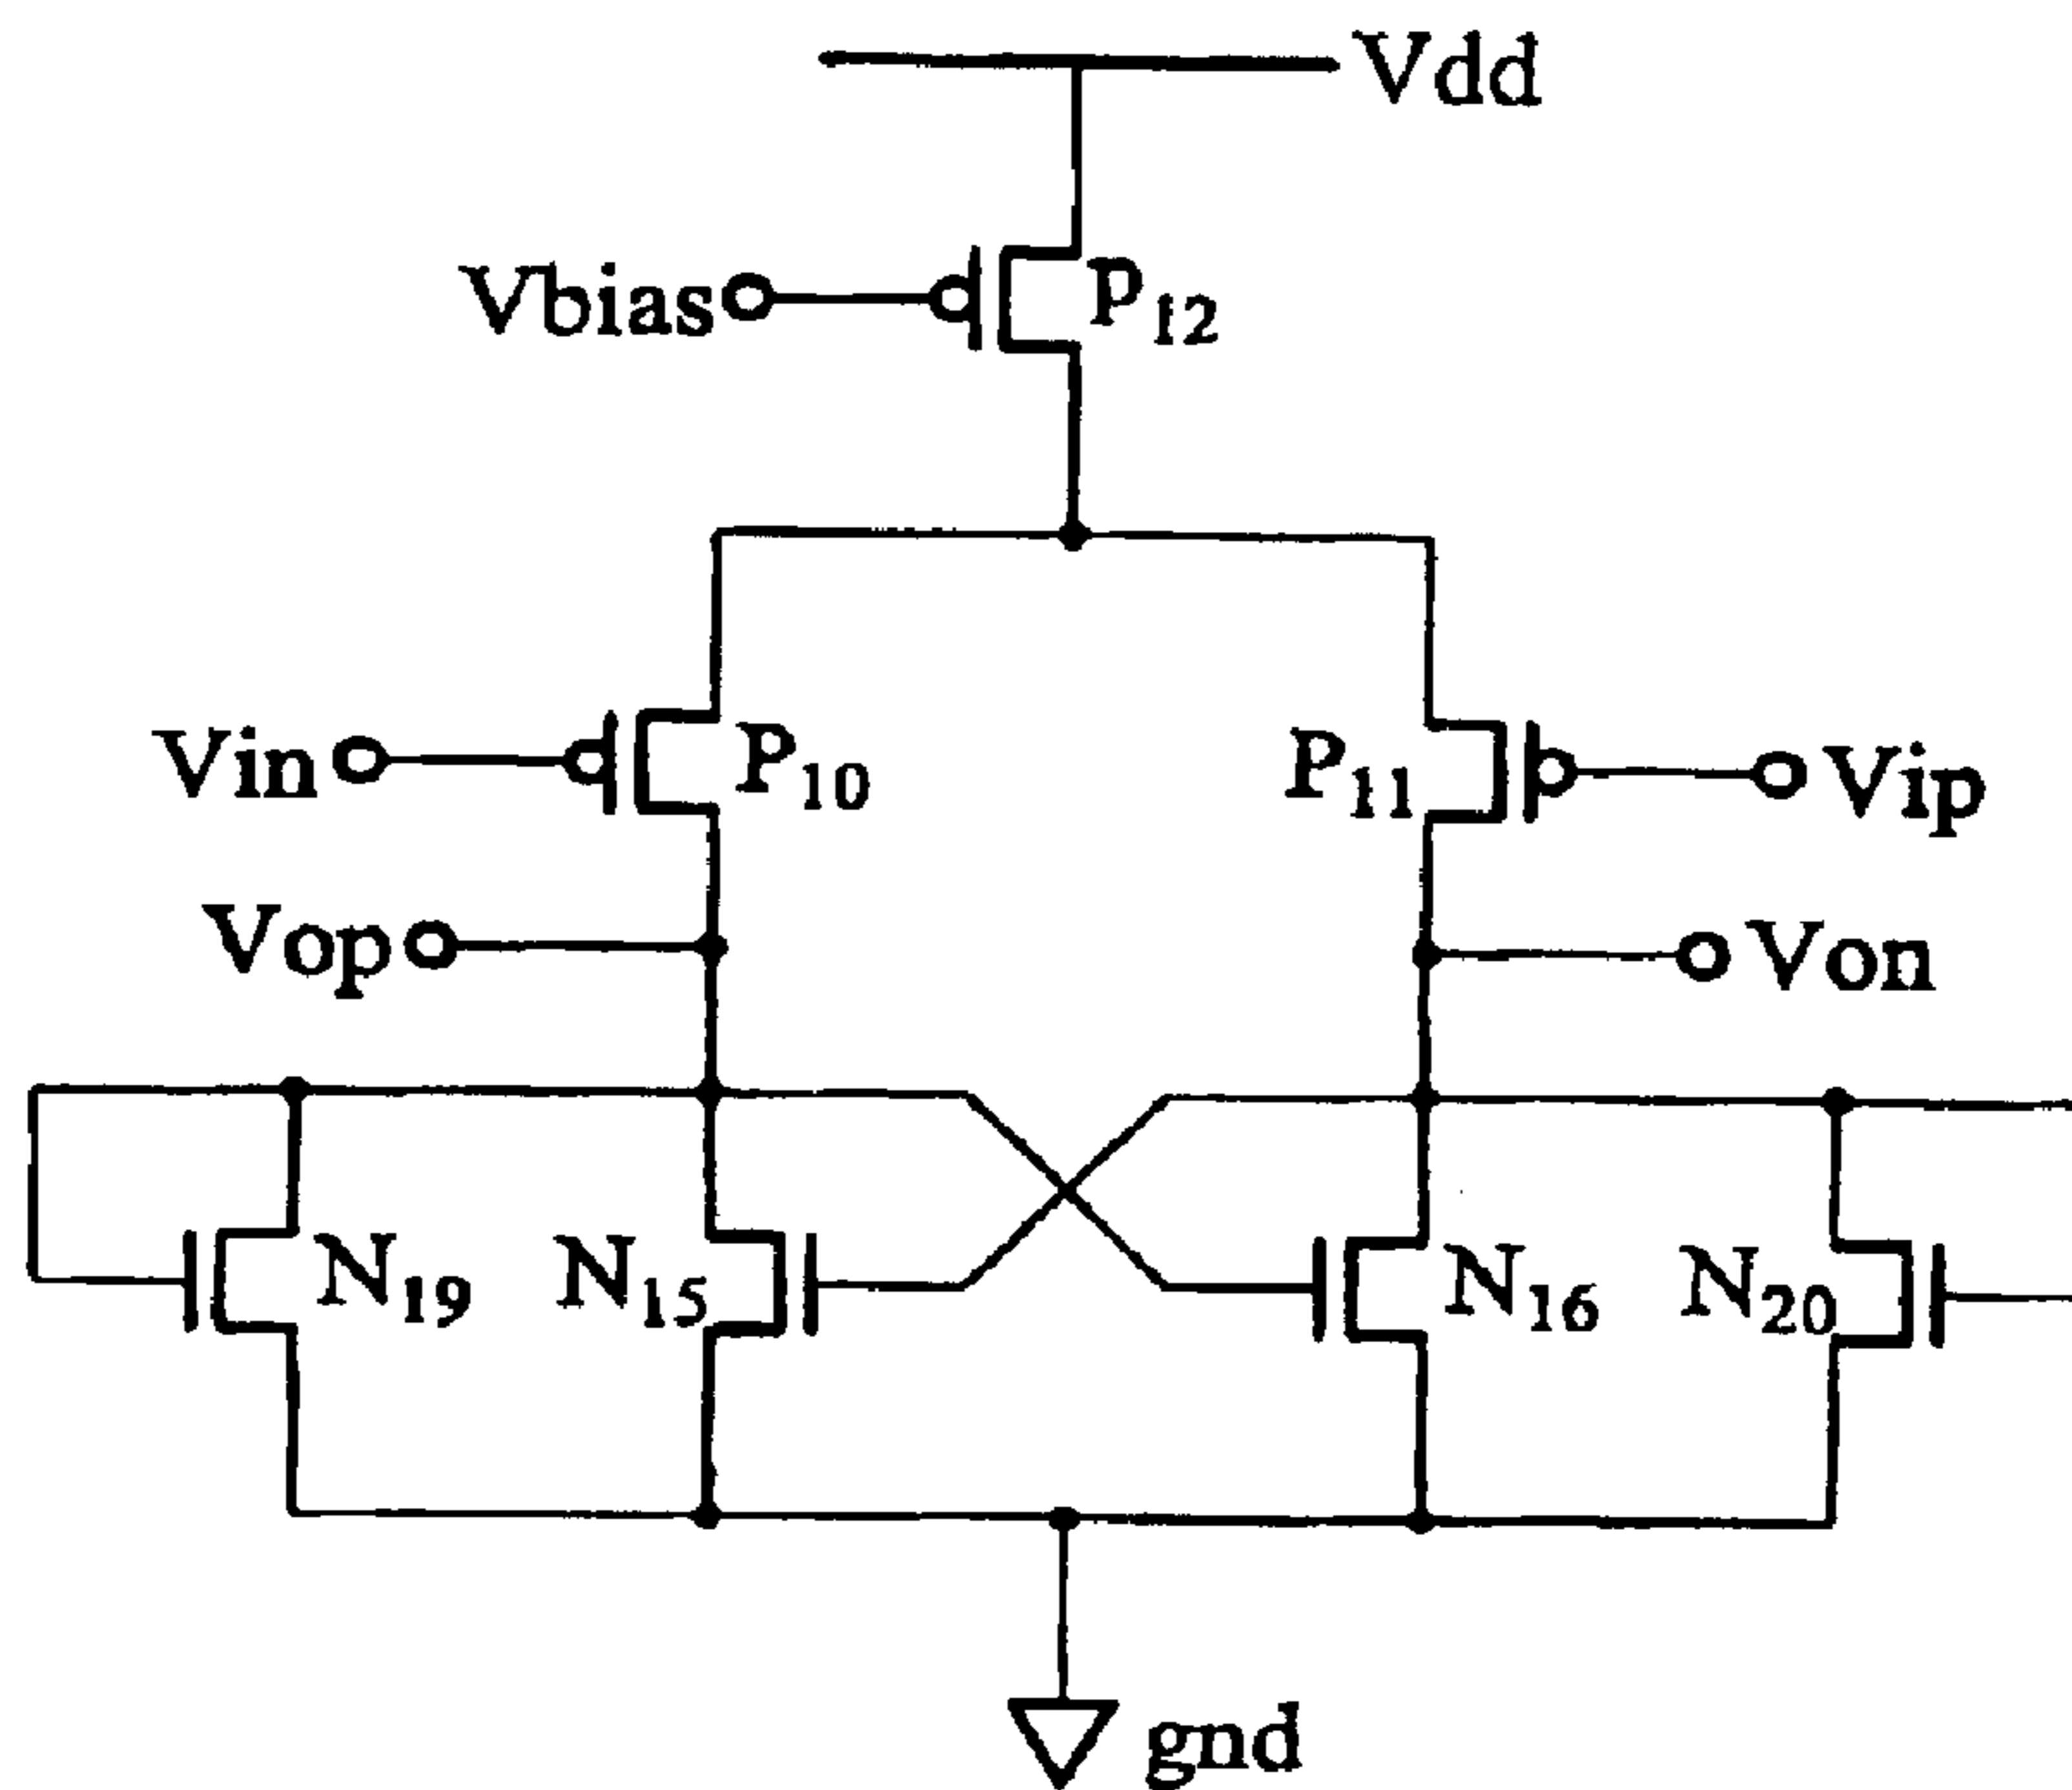 Vdd
Vbias
P12
Vin
P10
P11
Vip
Vop
Von
N19
N15
N16
N20
gnd